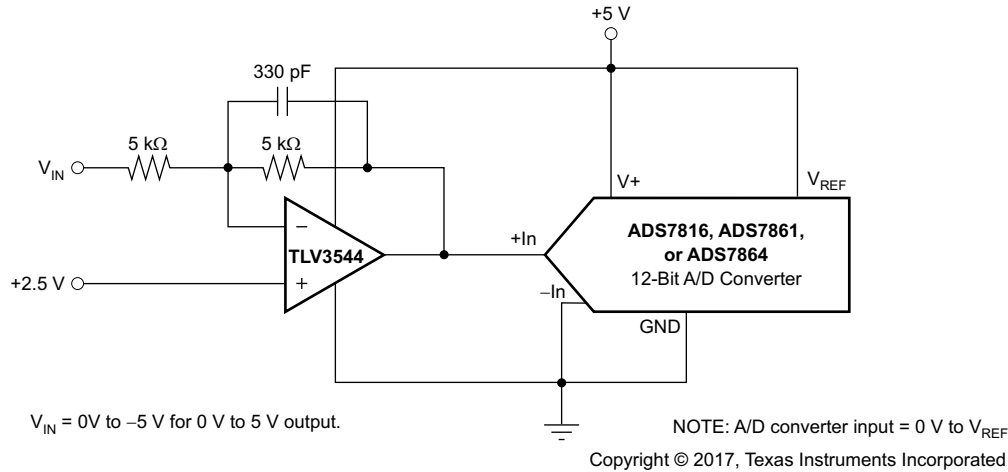 +5 V
330 pF
5 kΩ
5 kΩ
V_IN
V+
V_REF
−
TLV3544
+
+2.5 V
+In
−In
ADS7816, ADS7861,
or ADS7864
12-Bit A/D Converter
GND
V_IN = 0V to −5 V for 0 V to 5 V output.
NOTE: A/D converter input = 0 V to V_REF
Copyright © 2017, Texas Instruments Incorporated